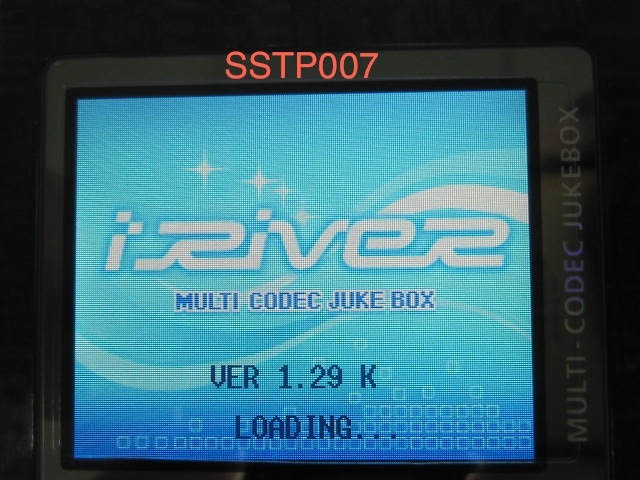 SSTP007
iRiver
MULTI CODEC JUKE BOX
VER 1.29 K
LOADING...
MULTI-CODEC JUKEBOX